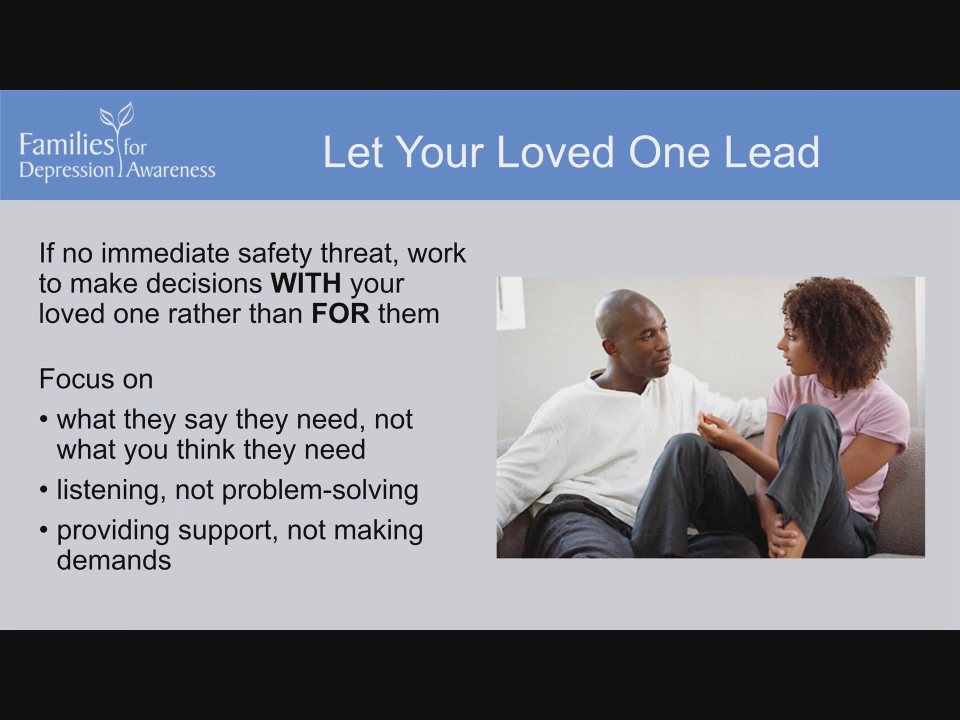 Families for
Depression Awareness
Let Your Loved One Lead
If no immediate safety threat, work
to make decisions WITH your
loved one rather than FOR them
Focus on
• what they say they need, not
what you think they need
• listening, not problem-solving
• providing support, not making
demands